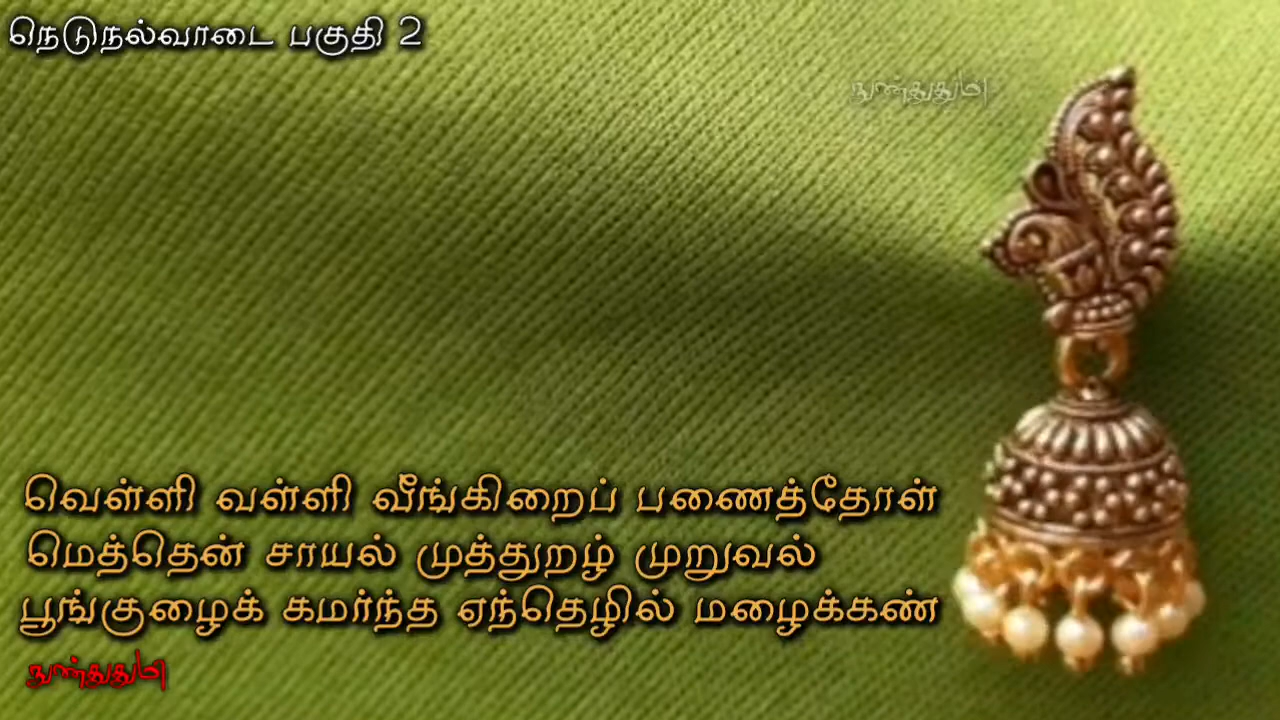 நெடுநல்வாடை பகுதி 2
நுண்துதுமி
வெள்ளி வள்ளி வீங்கிறைப் பணைத்தோள்
மெத்தென் சாயல் முத்துறழ் முறுவல்
பூங்குழைக் கமர்ந்த ஏந்தெழில் மழைக்கண்
நுண்துதுமி